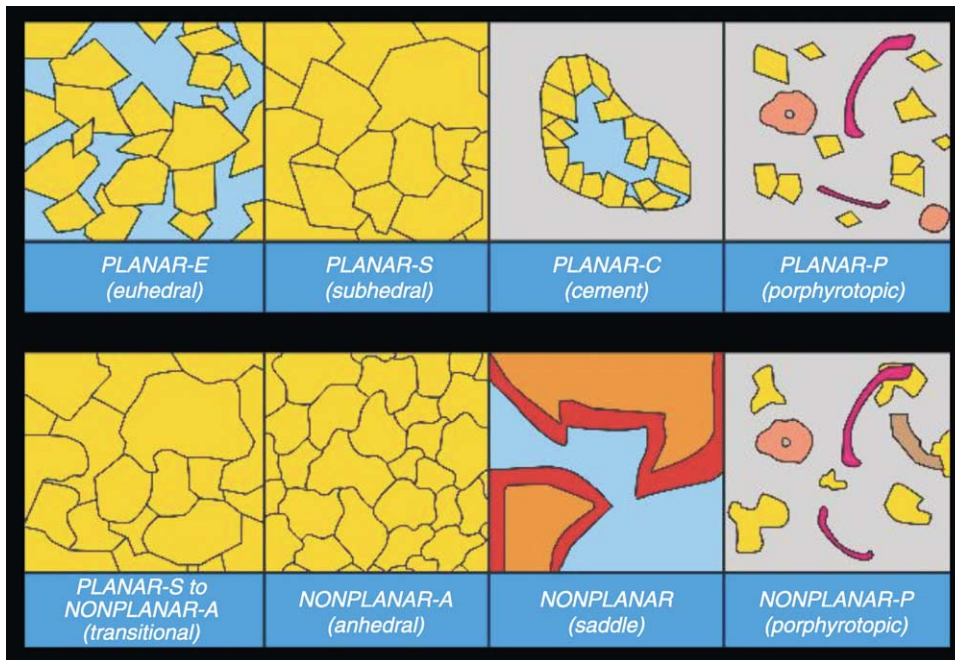 PLANAR-E
(euhedral)
PLANAR-S
(subhedral)
PLANAR-C
(cement)
PLANAR-P
(porphyrotopic)
PLANAR-S to
NONPLANAR-A
(transitional)
NONPLANAR-A
(anhedral)
NONPLANAR
(saddle)
NONPLANAR-P
(porphyrotopic)